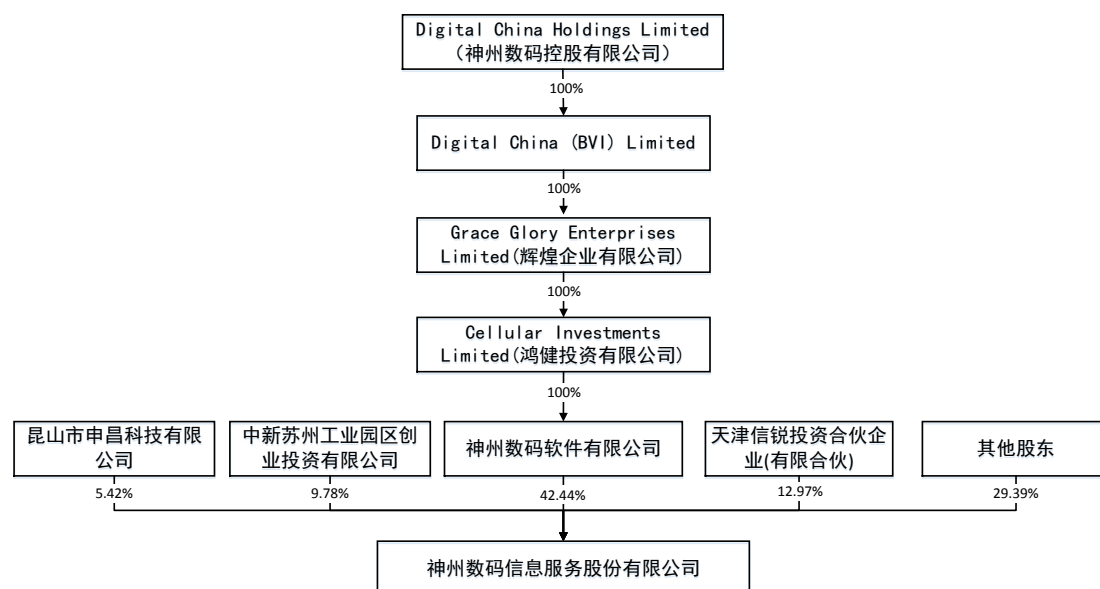 Digital China Holdings Limited
（神州数码控股有限公司）
100%
Digital China (BVI) Limited
100%
Grace Glory Enterprises
Limited(辉煌企业有限公司)
100%
Cellular Investments
Limited(鸿健投资有限公司)
100%
昆山市申昌科技有限
公司
中新苏州工业园区创
业投资有限公司
神州数码软件有限公司
天津信锐投资合伙企
业(有限合伙)
其他股东
5.42%
9.78%
42.44%
12.97%
29.39%
神州数码信息服务股份有限公司